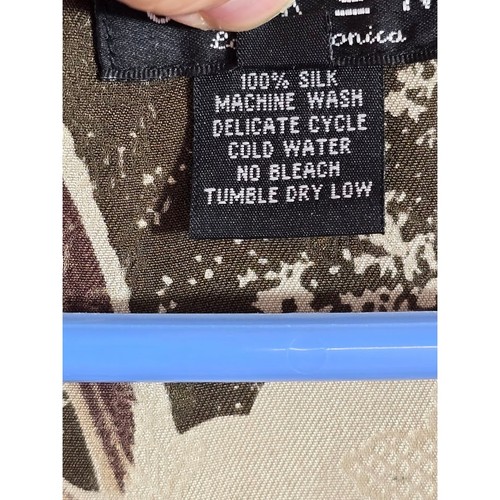 100% SILK
MACHINE WASH
DELICATE CYCLE
COLD WATER
NO BLEACH
TUMBLE DRY LOW